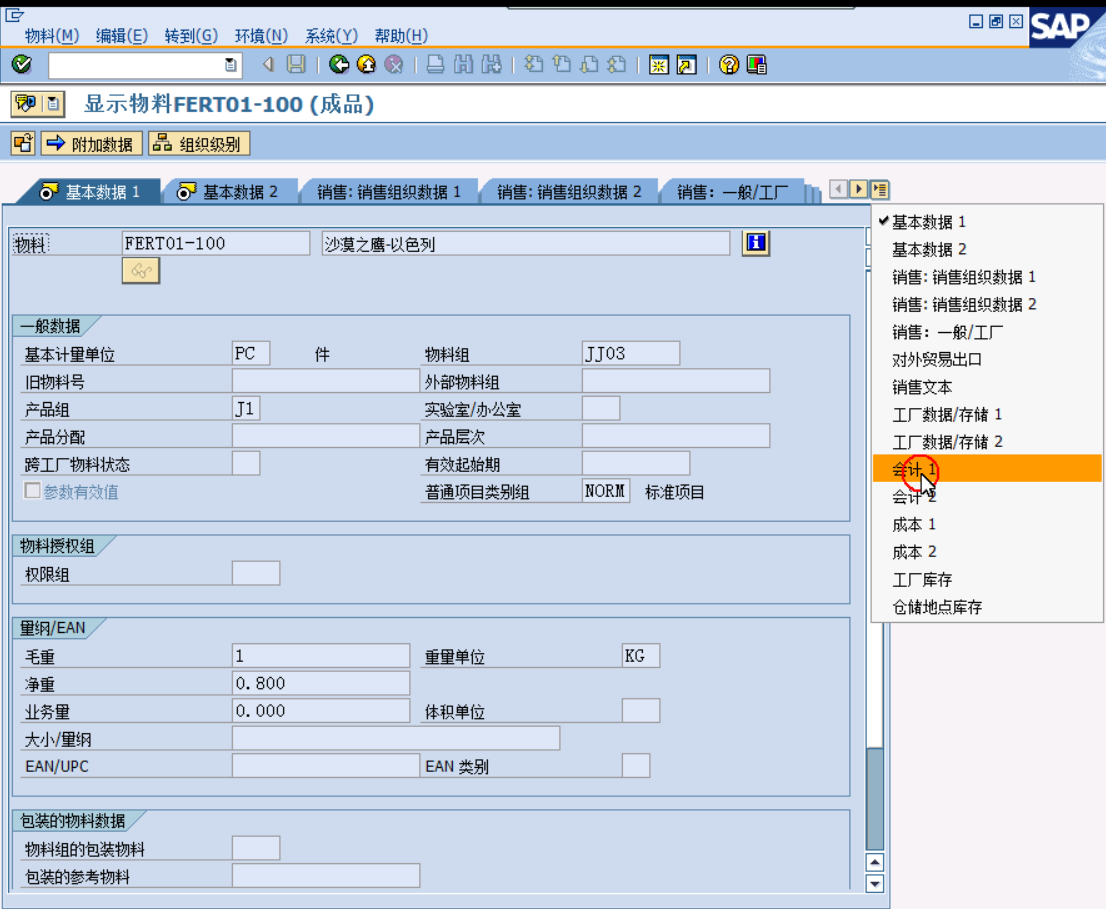 物料(M) 编辑(E) 转到(G) 环境(N) 系统(Y) 帮助(H)
SAP
显示物料FERT01-100 (成品)
附加数据 组织级别
基本数据 1 基本数据 2 销售: 销售组织数据 1 销售: 销售组织数据 2 销售: 一般/工厂
物料 FERT01-100 沙漠之鹰-以色列
一般数据
基本计量单位 PC 件 物料组 JJ03
旧物料号 外部物料组
产品组 J1 实验室/办公室
产品分配 产品层次
跨工厂物料状态 有效起始期
参数有效值 普通项目类别组 NORM 标准项目
物料授权组
权限组
量纲/EAN
毛重 1 重量单位 KG
净重 0.800
业务量 0.000 体积单位
大小/量纲
EAN/UPC EAN 类别
包装的物料数据
物料组的包装物料
包装的参考物料
基本数据 1
基本数据 2
销售: 销售组织数据 1
销售: 销售组织数据 2
销售: 一般/工厂
对外贸易出口
销售文本
工厂数据/存储 1
工厂数据/存储 2
会计 1
会计 2
成本 1
成本 2
工厂库存
仓储地点库存